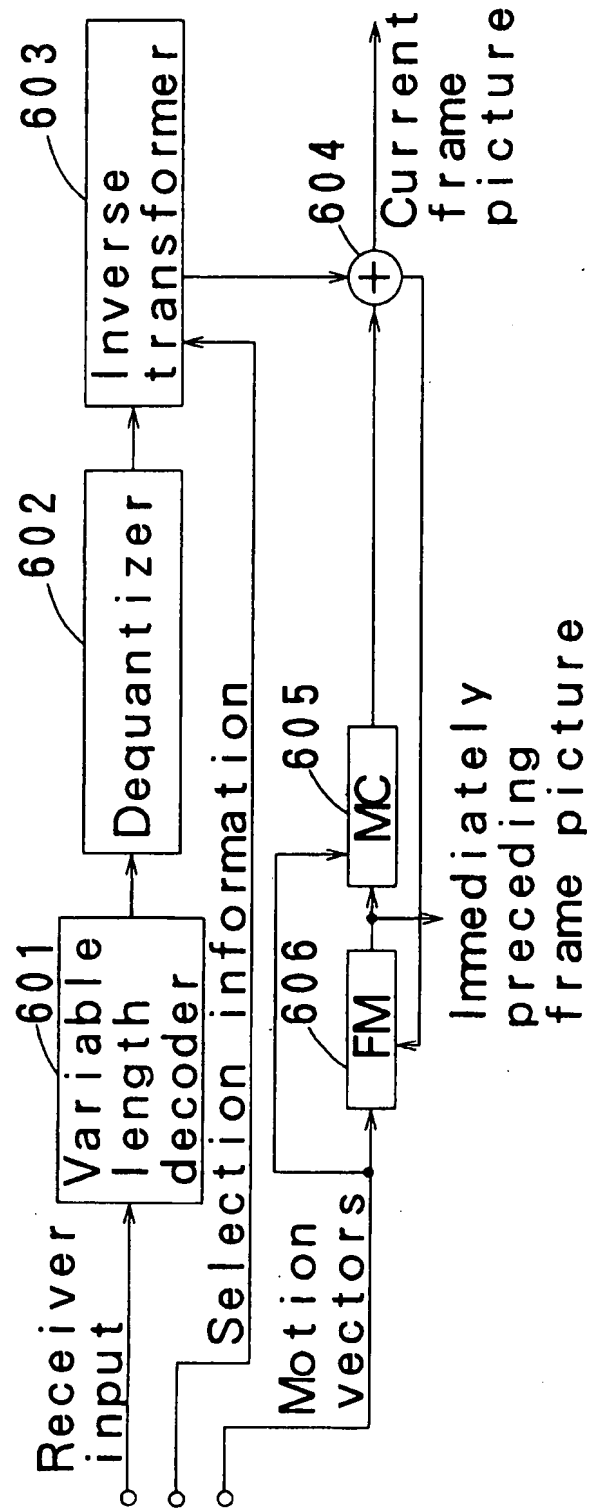 Receiver
input
601
Variable
length
decoder
602
Dequantizer
603
Inverse
transformer
Selection information
Motion
vectors
606
FM
605
MC
604
+
Immediately
preceding
frame picture
Current
frame
picture